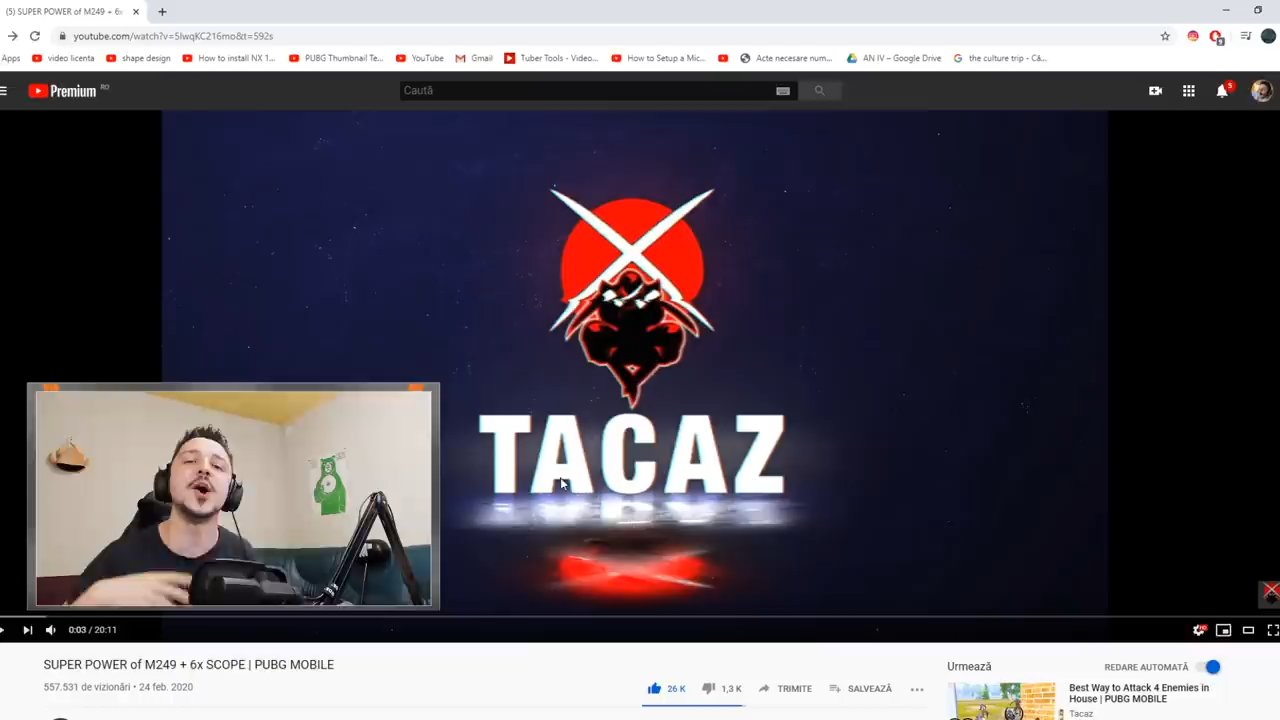 (5) SUPER POWER of M249 + 6x
youtube.com/watch?v=5IwqKC216mo&t=592s
Apps video licenta shape design How to install NX 1... PUBG Thumbnail Te... YouTube Gmail Tuber Tools - Video... How to Setup a Mic... Acte necesare num... AN IV – Google Drive the culture trip - Că...
Premium RO Caută 5
TACAZ
0:03 / 20:11
SUPER POWER of M249 + 6x SCOPE | PUBG MOBILE
557.531 de vizionări • 24 feb. 2020
26 K 1,3 K TRIMITE SALVEAZĂ
Urmează REDARE AUTOMATĂ
Best Way to Attack 4 Enemies in
House | PUBG MOBILE
Tacaz